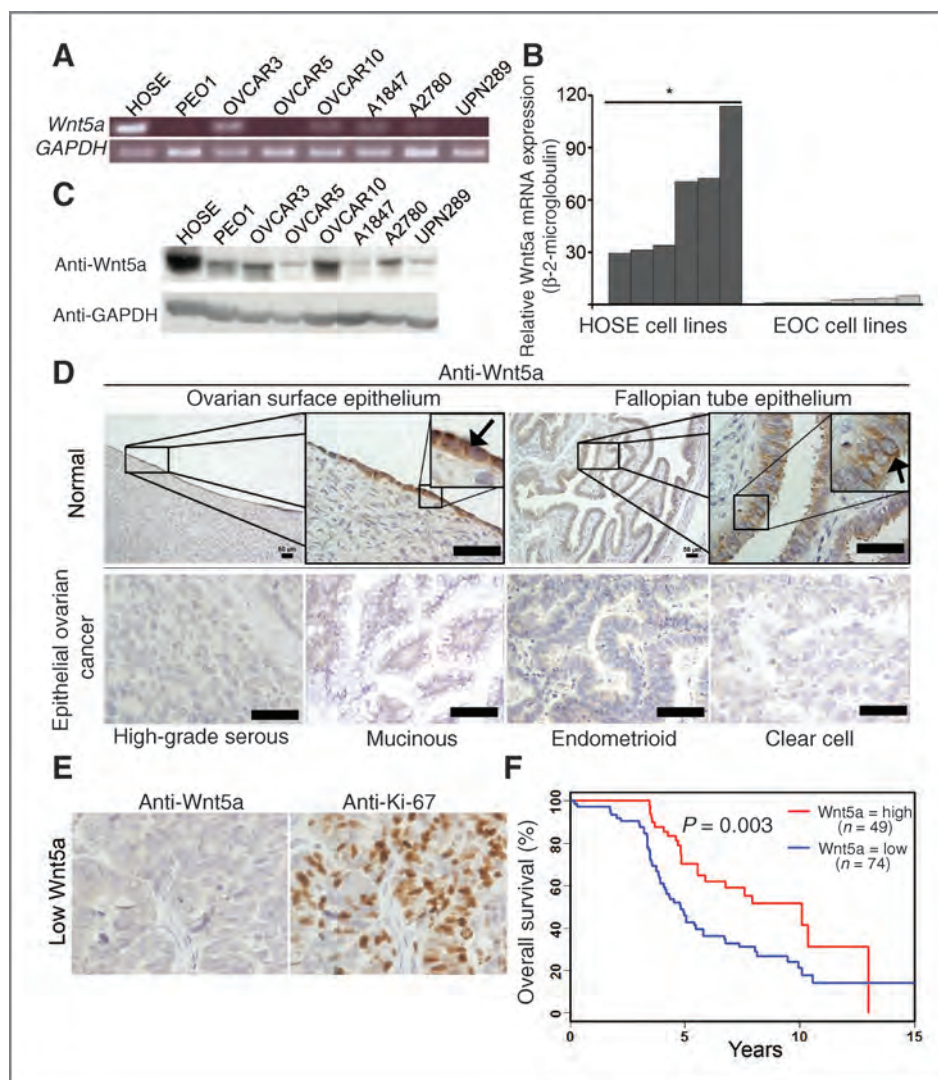 A
HOSE
PEO1
OVCAR3
OVCAR5
OVCAR10
A1847
A2780
UPN289
Wnt5a
GAPDH
B
Relative Wnt5a mRNA expression
(β-2-microglobulin)
120
90
60
30
*
HOSE cell lines
EOC cell lines
C
HOSE
PEO1
OVCAR3
OVCAR5
OVCAR10
A1847
A2780
UPN289
Anti-Wnt5a
Anti-GAPDH
D
Anti-Wnt5a
Ovarian surface epithelium
Fallopian tube epithelium
Normal
Epithelial ovarian
cancer
High-grade serous
Mucinous
Endometrioid
Clear cell
E
Anti-Wnt5a
Anti-Ki-67
Low Wnt5a
F
Overall survival (%)
100
80
60
40
20
0
P = 0.003
Wnt5a = high
(n = 49)
Wnt5a = low
(n = 74)
0
5
10
15
Years